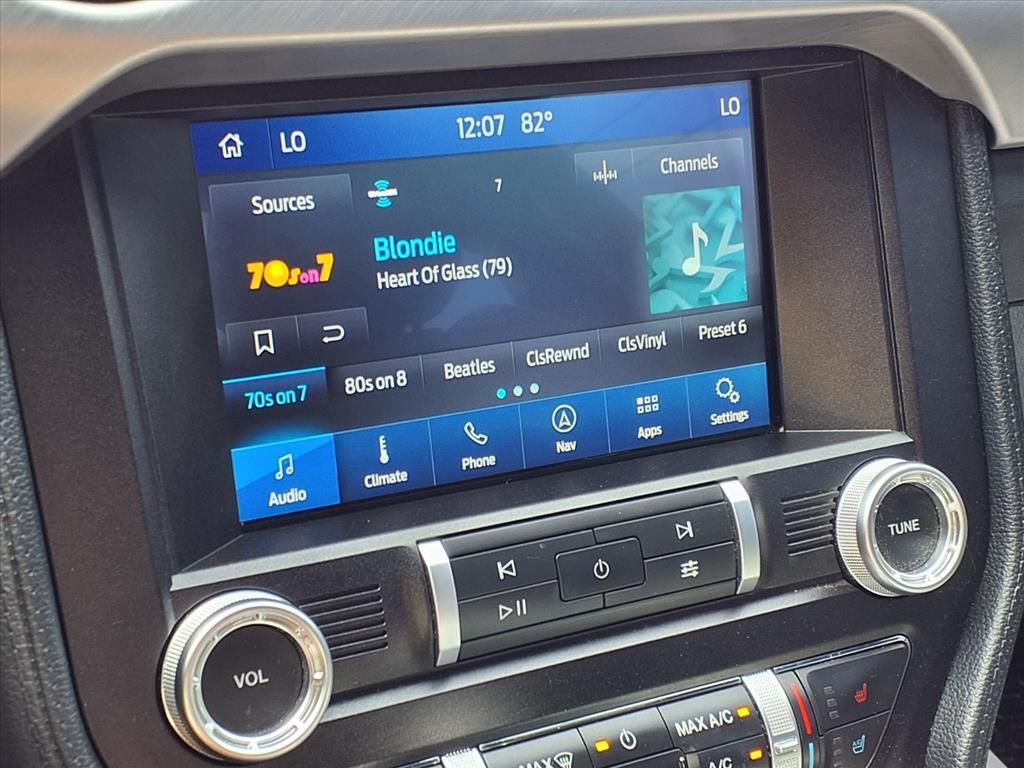 LO 12:07 82° LO
Sources 7 Channels
70s on 7
Blondie
Heart Of Glass (79)
70s on 7 80s on 8 Beatles ClsRewnd ClsVinyl Preset 6
Audio Climate Phone Nav Apps Settings
VOL TUNE
MAX A/C
MAX
A/C